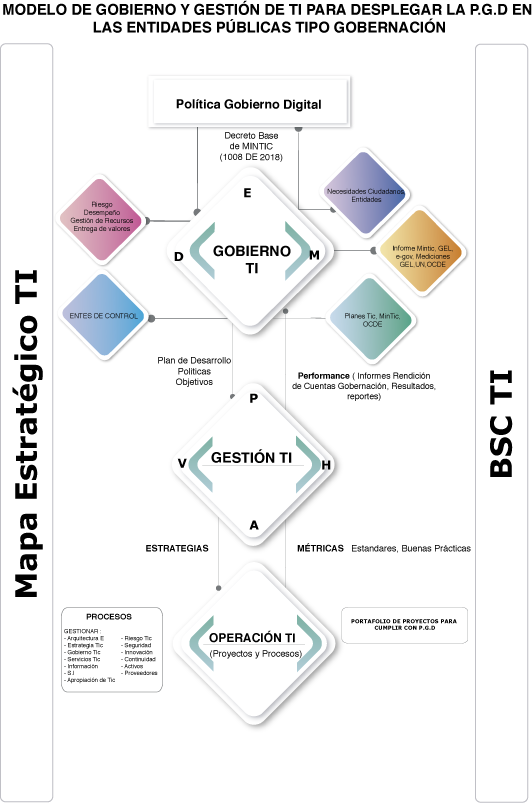 MODELO DE GOBIERNO Y GESTIÓN DE TI PARA DESPLEGAR LA P.G.D EN
LAS ENTIDADES PÚBLICAS TIPO GOBERNACIÓN
Mapa Estratégico TI
BSC TI
Política Gobierno Digital
Decreto Base
de MINTIC
(1008 DE 2018)
Riesgo
Desempaño
Gestión de Recursos
Entrega de valores
Necesidades Ciudadanos
Entidades
E
D
GOBIERNO
TI
M
Informe Mintic, GEL,
e-gov, Mediciones
GEL,UN,OCDE
ENTES DE CONTROL
Planes Tic, MinTic,
OCDE
Plan de Desarrollo
Politicas
Objetivos
Performance ( Informes Rendición
de Cuentas Gobernación, Resultados,
reportes)
P
V
GESTIÓN TI
H
A
ESTRATEGIAS
MÉTRICAS Estandares, Buenas Prácticas
PROCESOS
GESTIONAR :
- Arquitectura E
- Estrategia Tic
- Gobierno Tic
- Servicios Tic
- Información
- S.I
- Apropiación de Tic
- Riesgo Tic
- Seguridad
- Innovación
- Continuidad
- Activos
- Proveedores
OPERACIÓN TI
(Proyectos y Procesos)
PORTAFOLIO DE PROYECTOS PARA
CUMPLIR CON P.G.D